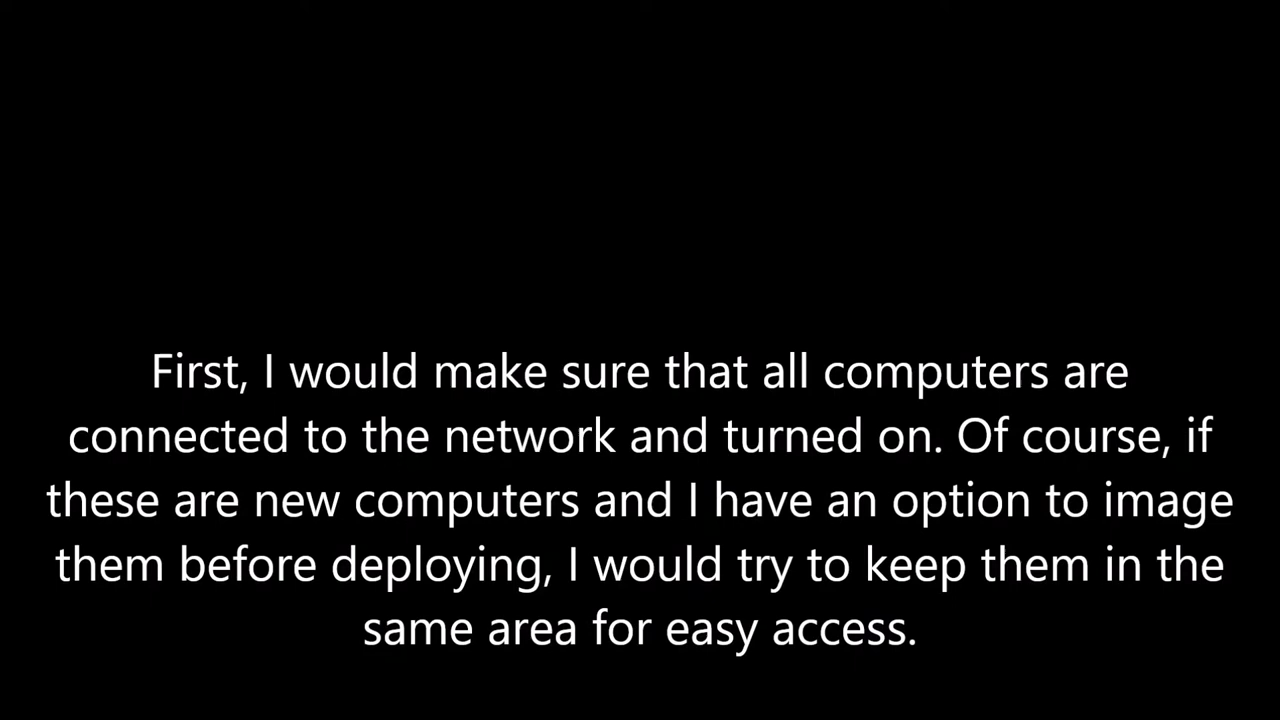 First, I would make sure that all computers are
connected to the network and turned on. Of course, if
these are new computers and I have an option to image
them before deploying, I would try to keep them in the
same area for easy access.